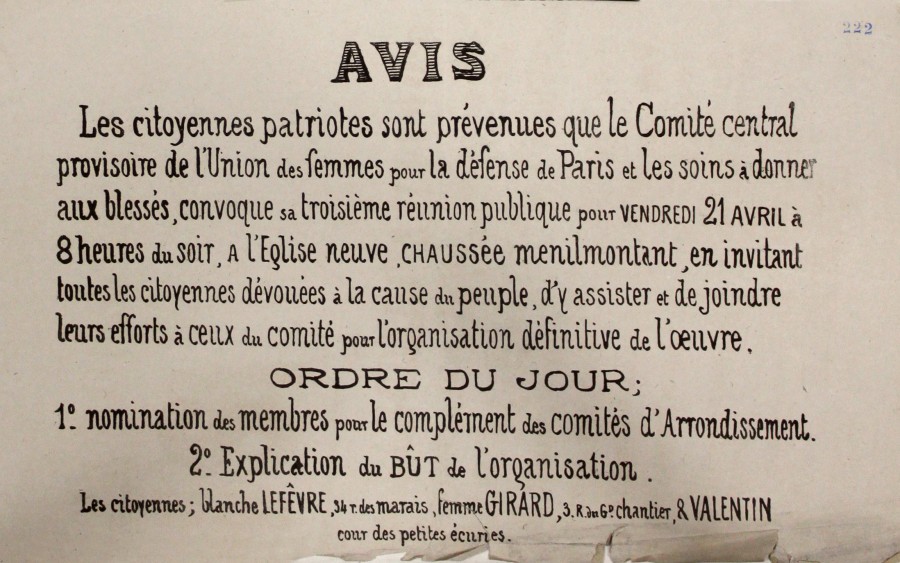 222
AVIS
Les citoyennes patriotes sont prévenues que le Comité central
provisoire de l'Union des femmes pour la défense de Paris et les soins à donner
aux blessés, convoque sa troisième réunion publique pour VENDREDI 21 AVRIL à
8 heures du soir, A l'Eglise neuve, CHAUSSÉE menilmontant, en invitant
toutes les citoyennes dévouées à la cause du peuple, d'y assister et de joindre
leurs efforts à ceux du comité pour l'organisation définitive de l'œuvre.
ORDRE DU JOUR;
1º nomination des membres pour le complément des comités d'Arrondissement.
2º Explication du BÛT de l'organisation.
Les citoyennes; blanche LEFÊVRE, 34 r. des marais, femme GIRARD, 3. R. du Gd chantier, & VALENTIN
cour des petites écuries.